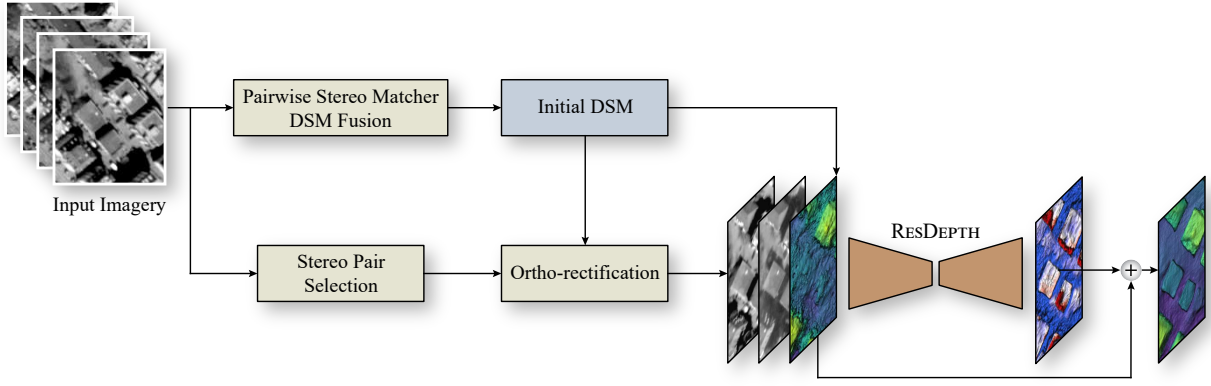 Input Imagery
Pairwise Stereo Matcher
DSM Fusion
Initial DSM
Stereo Pair
Selection
Ortho-rectification
RESDEPTH
+